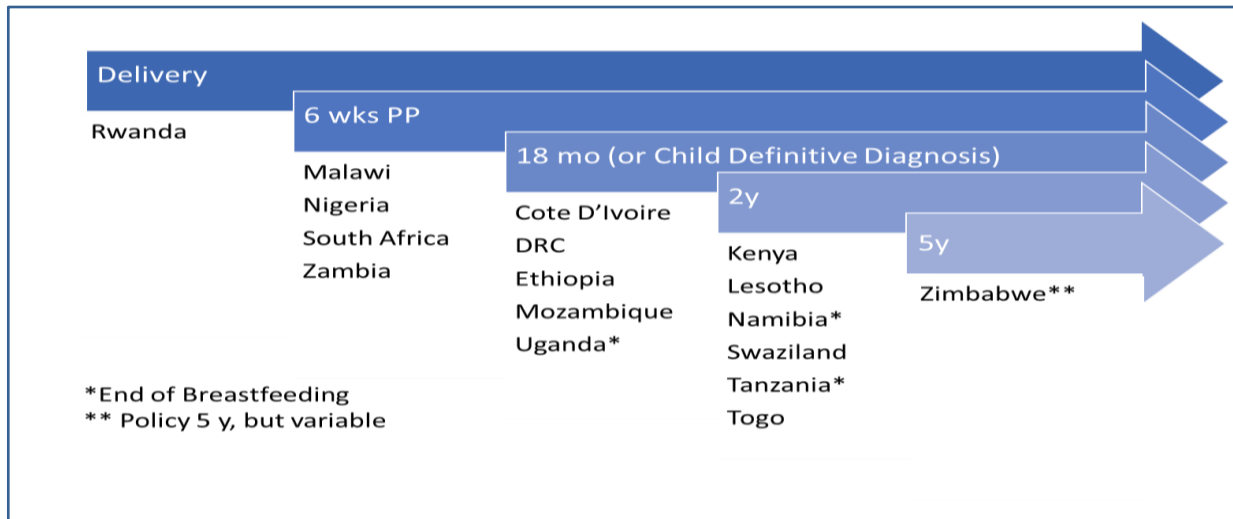 Delivery
Rwanda
6 wks PP
Malawi
Nigeria
South Africa
Zambia
18 mo (or Child Definitive Diagnosis)
Cote D’Ivoire
DRC
Ethiopia
Mozambique
Uganda*
2y
Kenya
Lesotho
Namibia*
Swaziland
Tanzania*
Togo
5y
Zimbabwe**
*End of Breastfeeding
** Policy 5 y, but variable